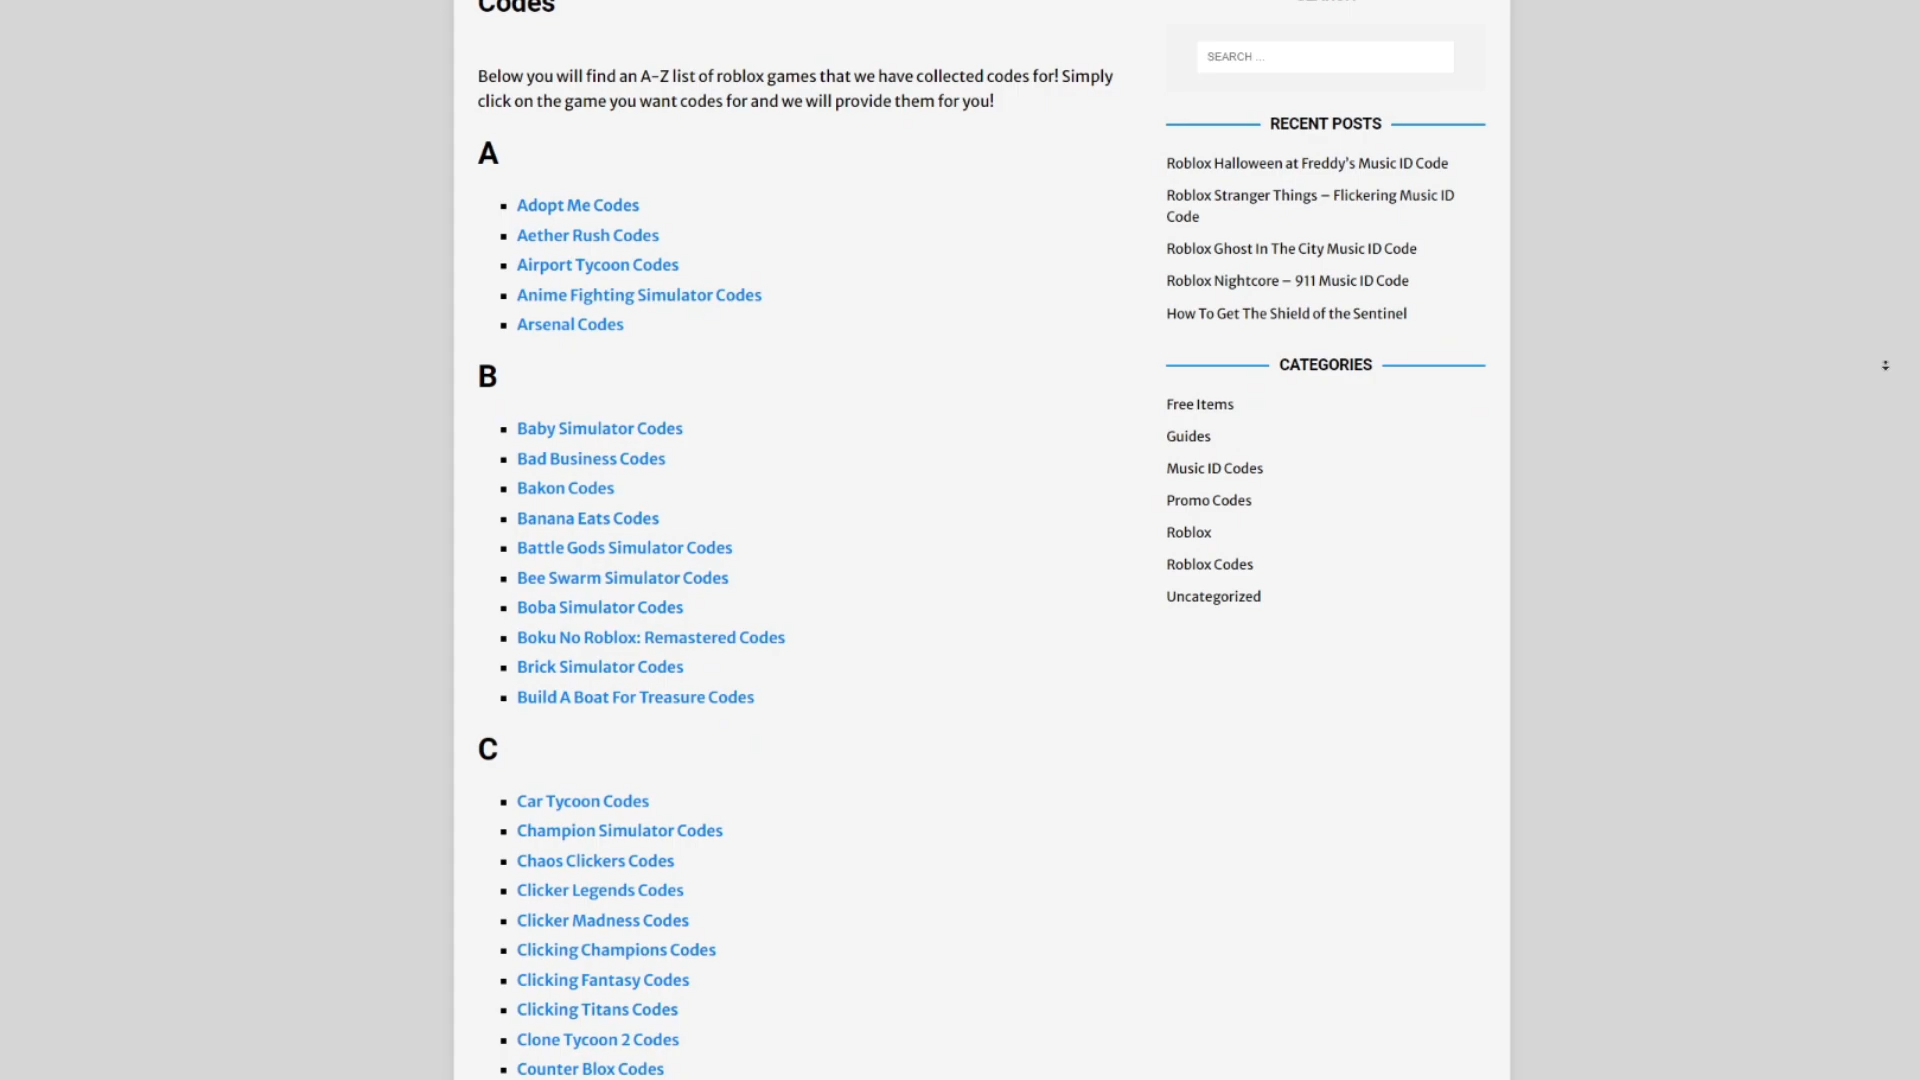 Codes
Below you will find an A-Z list of roblox games that we have collected codes for! Simply
click on the game you want codes for and we will provide them for you!
A
Adopt Me Codes
Aether Rush Codes
Airport Tycoon Codes
Anime Fighting Simulator Codes
Arsenal Codes
B
Baby Simulator Codes
Bad Business Codes
Bakon Codes
Banana Eats Codes
Battle Gods Simulator Codes
Bee Swarm Simulator Codes
Boba Simulator Codes
Boku No Roblox: Remastered Codes
Brick Simulator Codes
Build A Boat For Treasure Codes
C
Car Tycoon Codes
Champion Simulator Codes
Chaos Clickers Codes
Clicker Legends Codes
Clicker Madness Codes
Clicking Champions Codes
Clicking Fantasy Codes
Clicking Titans Codes
Clone Tycoon 2 Codes
Counter Blox Codes
SEARCH ...
RECENT POSTS
Roblox Halloween at Freddy's Music ID Code
Roblox Stranger Things – Flickering Music ID
Code
Roblox Ghost In The City Music ID Code
Roblox Nightcore – 911 Music ID Code
How To Get The Shield of the Sentinel
CATEGORIES
Free Items
Guides
Music ID Codes
Promo Codes
Roblox
Roblox Codes
Uncategorized